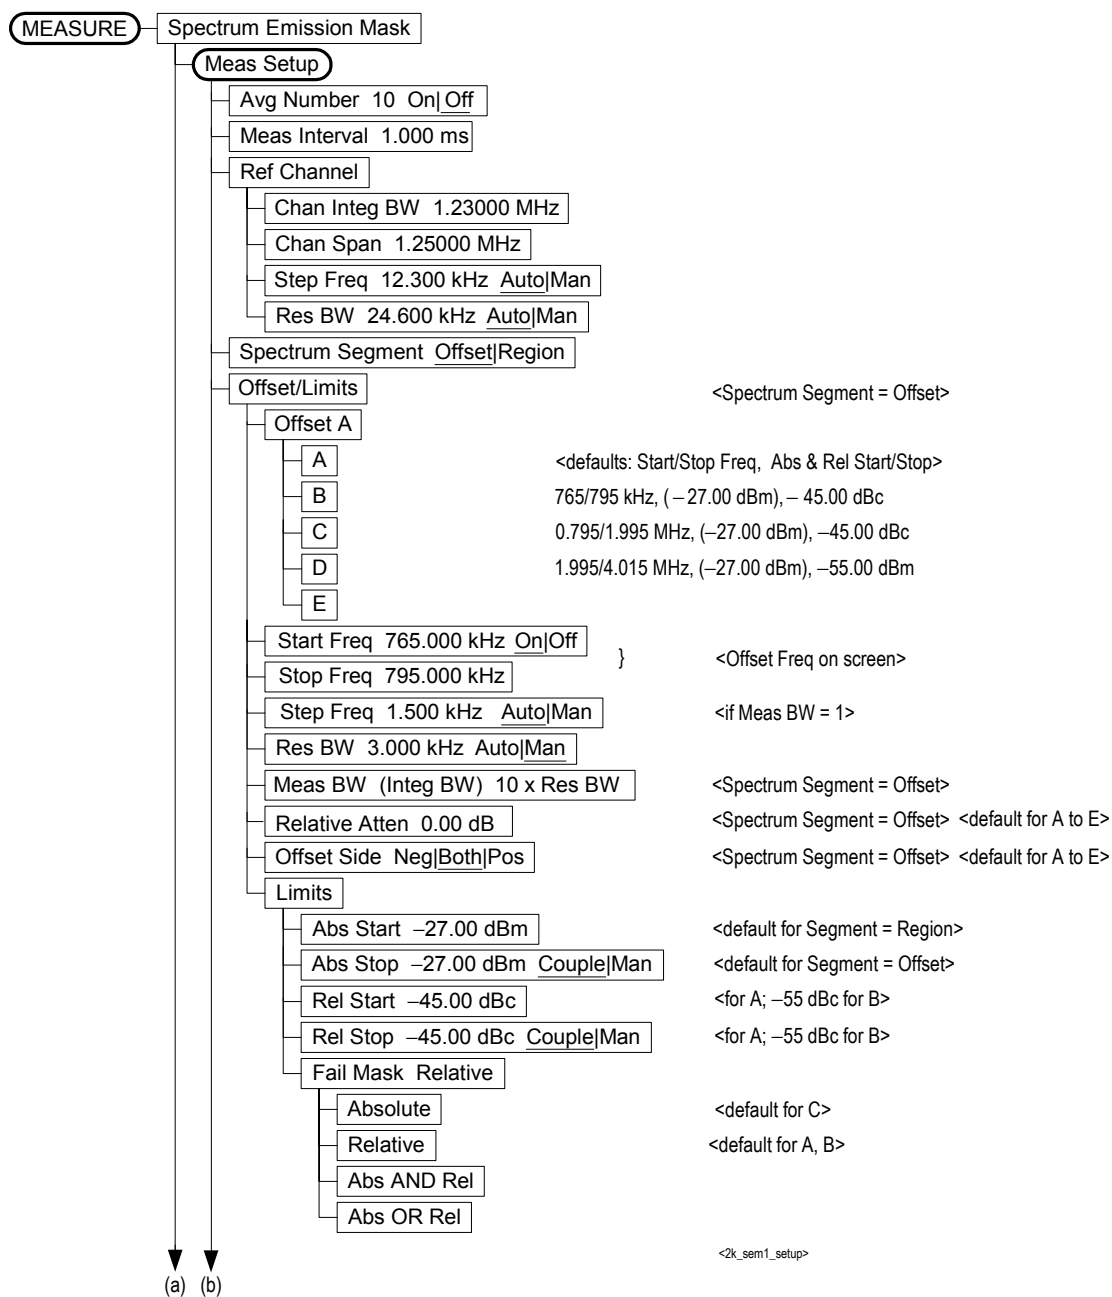 MEASURE Spectrum Emission Mask
Meas Setup
Avg Number 10 On|Off
Meas Interval 1.000 ms
Ref Channel
Chan Integ BW 1.23000 MHz
Chan Span 1.25000 MHz
Step Freq 12.300 kHz Auto|Man
Res BW 24.600 kHz Auto|Man
Spectrum Segment Offset|Region
Offset/Limits <Spectrum Segment = Offset>
Offset A
A <defaults: Start/Stop Freq, Abs & Rel Start/Stop>
B 765/795 kHz, ( –27.00 dBm), – 45.00 dBc
C 0.795/1.995 MHz, (–27.00 dBm), –45.00 dBc
D 1.995/4.015 MHz, (–27.00 dBm), –55.00 dBm
E
Start Freq 765.000 kHz On|Off
} <Offset Freq on screen>
Stop Freq 795.000 kHz
Step Freq 1.500 kHz Auto|Man <if Meas BW = 1>
Res BW 3.000 kHz Auto|Man
Meas BW (Integ BW) 10 x Res BW <Spectrum Segment = Offset>
Relative Atten 0.00 dB <Spectrum Segment = Offset> <default for A to E>
Offset Side Neg|Both|Pos <Spectrum Segment = Offset> <default for A to E>
Limits
Abs Start –27.00 dBm <default for Segment = Region>
Abs Stop –27.00 dBm Couple|Man <default for Segment = Offset>
Rel Start –45.00 dBc <for A; –55 dBc for B>
Rel Stop –45.00 dBc Couple|Man <for A; –55 dBc for B>
Fail Mask Relative
Absolute <default for C>
Relative <default for A, B>
Abs AND Rel
Abs OR Rel
<2k_sem1_setup>
(a) (b)